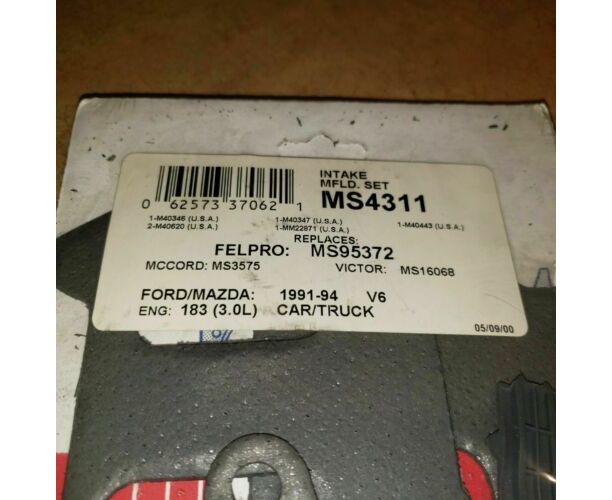 INTAKE
MFLD. SET
MS4311
0 62573 37062 1
1-M40346 (U.S.A.) 1-M40347 (U.S.A.) 1-M40443 (U.S.A.)
2-M40620 (U.S.A.) 1-MM22871 (U.S.A.)
REPLACES:
FELPRO: MS95372
MCCORD: MS3575 VICTOR: MS16068
FORD/MAZDA: 1991-94 V6
ENG: 183 (3.0L) CAR/TRUCK
05/09/00